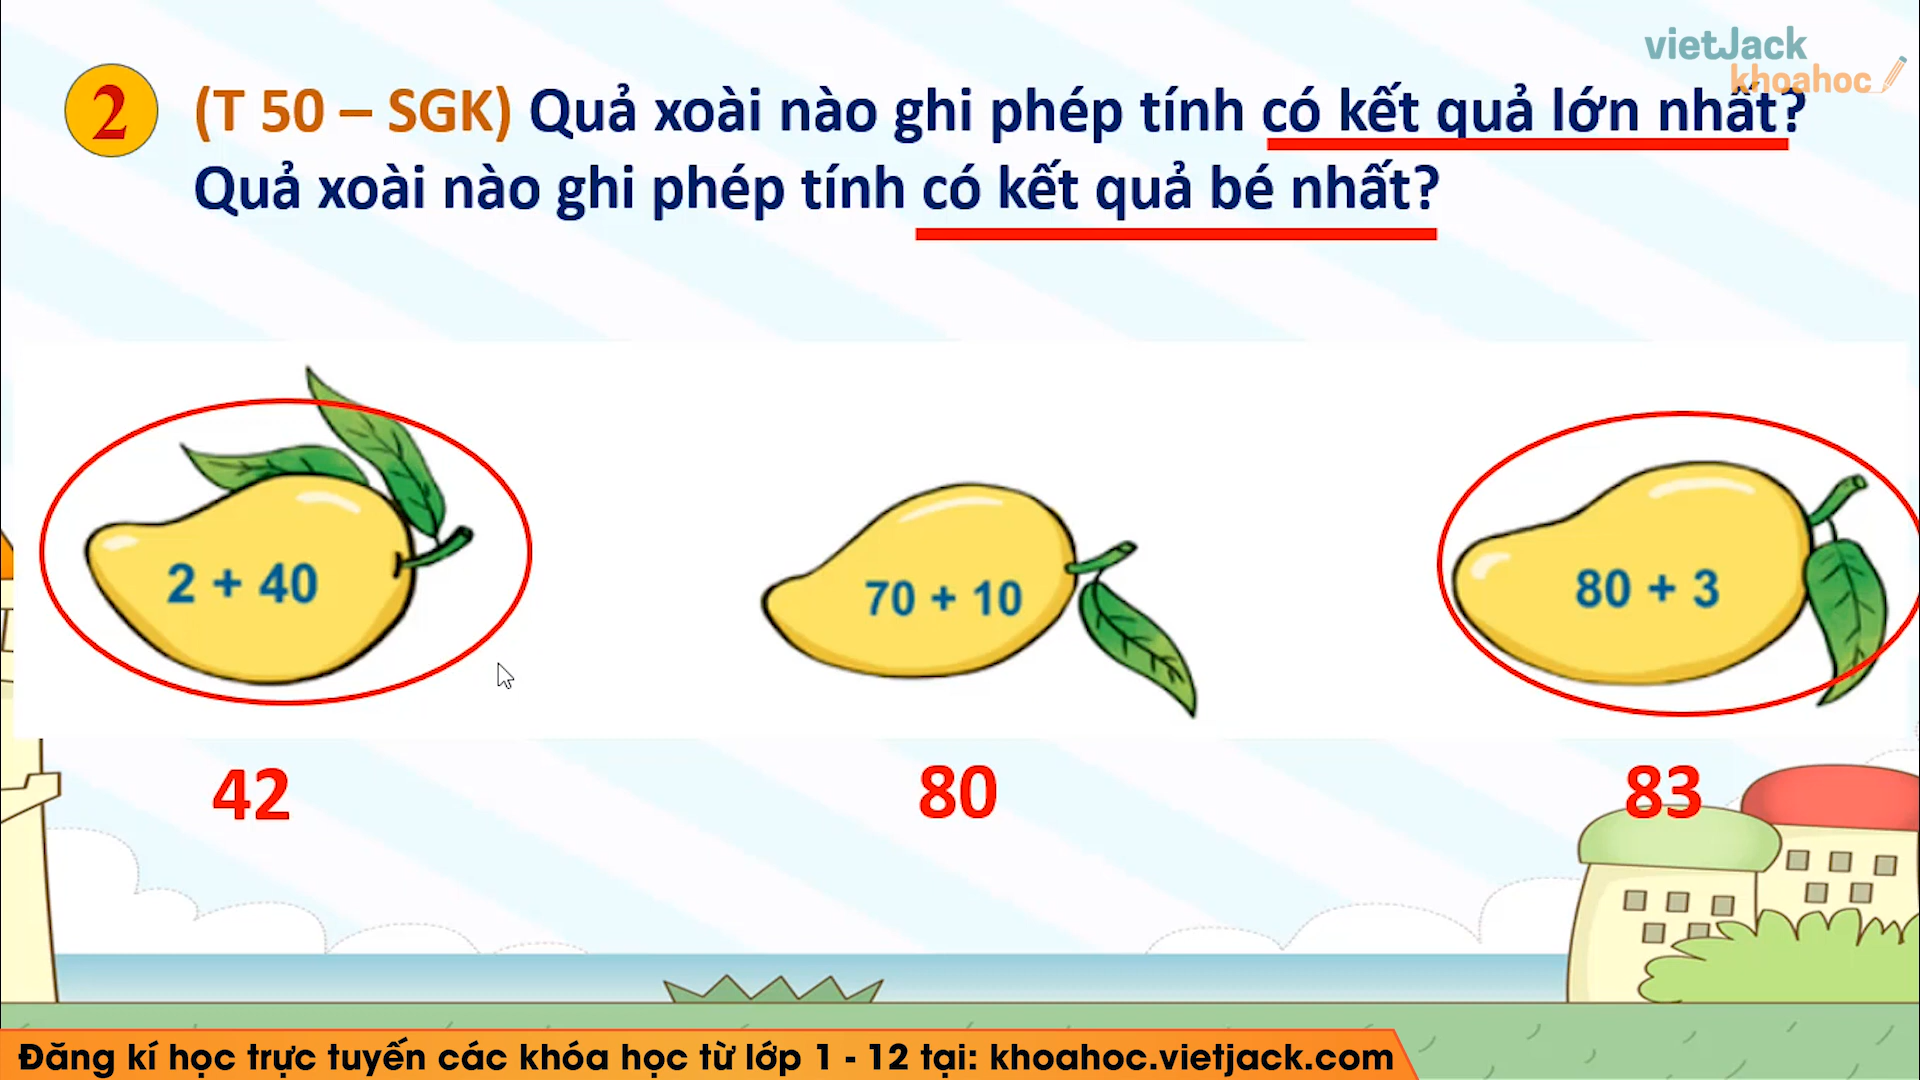 vietJack
khoahoc
2
(T 50 – SGK) Quả xoài nào ghi phép tính có kết quả lớn nhất?
Quả xoài nào ghi phép tính có kết quả bé nhất?
2 + 40
70 + 10
80 + 3
42
80
83
Đăng kí học trực tuyến các khóa học từ lớp 1 - 12 tại: khoahoc.vietjack.com